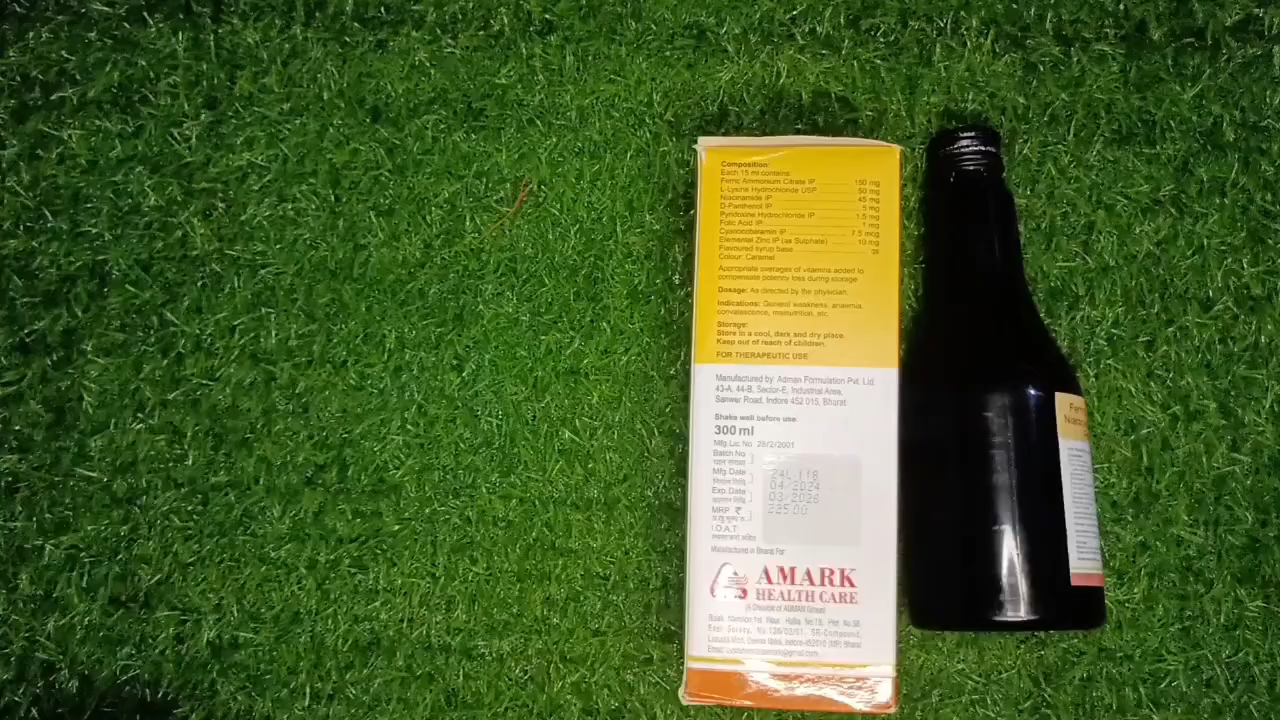 Composition:
Each 15 ml contains:
Ferric Ammonium Citrate IP 150 mg
L-Lysine Hydrochloride USP 50 mg
Niacinamide IP 45 mg
D-Panthenol IP 5 mg
Pyridoxine Hydrochloride IP 1.5 mg
Folic Acid IP 1 mg
Cyanocobalamin IP 7.5 mcg
Elemental Zinc IP (as Sulphate) 10 mg
Flavoured syrup base qs
Colour: Caramel
Appropriate overages of vitamins added to
compensate potency loss during storage
Dosage: As directed by the physician.
Indications: General weakness, anaemia,
convalescence, malnutrition, etc.
Storage:
Store in a cool, dark and dry place.
Keep out of reach of children.
FOR THERAPEUTIC USE
Manufactured by: Adman Formulation Pvt. Ltd.
43-A, 44-B, Sector-E, Industrial Area,
Sanwer Road, Indore 452 015, Bharat
Shake well before use.
300 ml
Mfg.Lic.No. 28/2/2001
Batch No.
Mfg.Date 04/2024
Exp.Date
MRP ₹ 225.00
I.O.A.T.
Manufactured in Bharat For
AMARK
HEALTH CARE
(A Division of ADMAN Group)